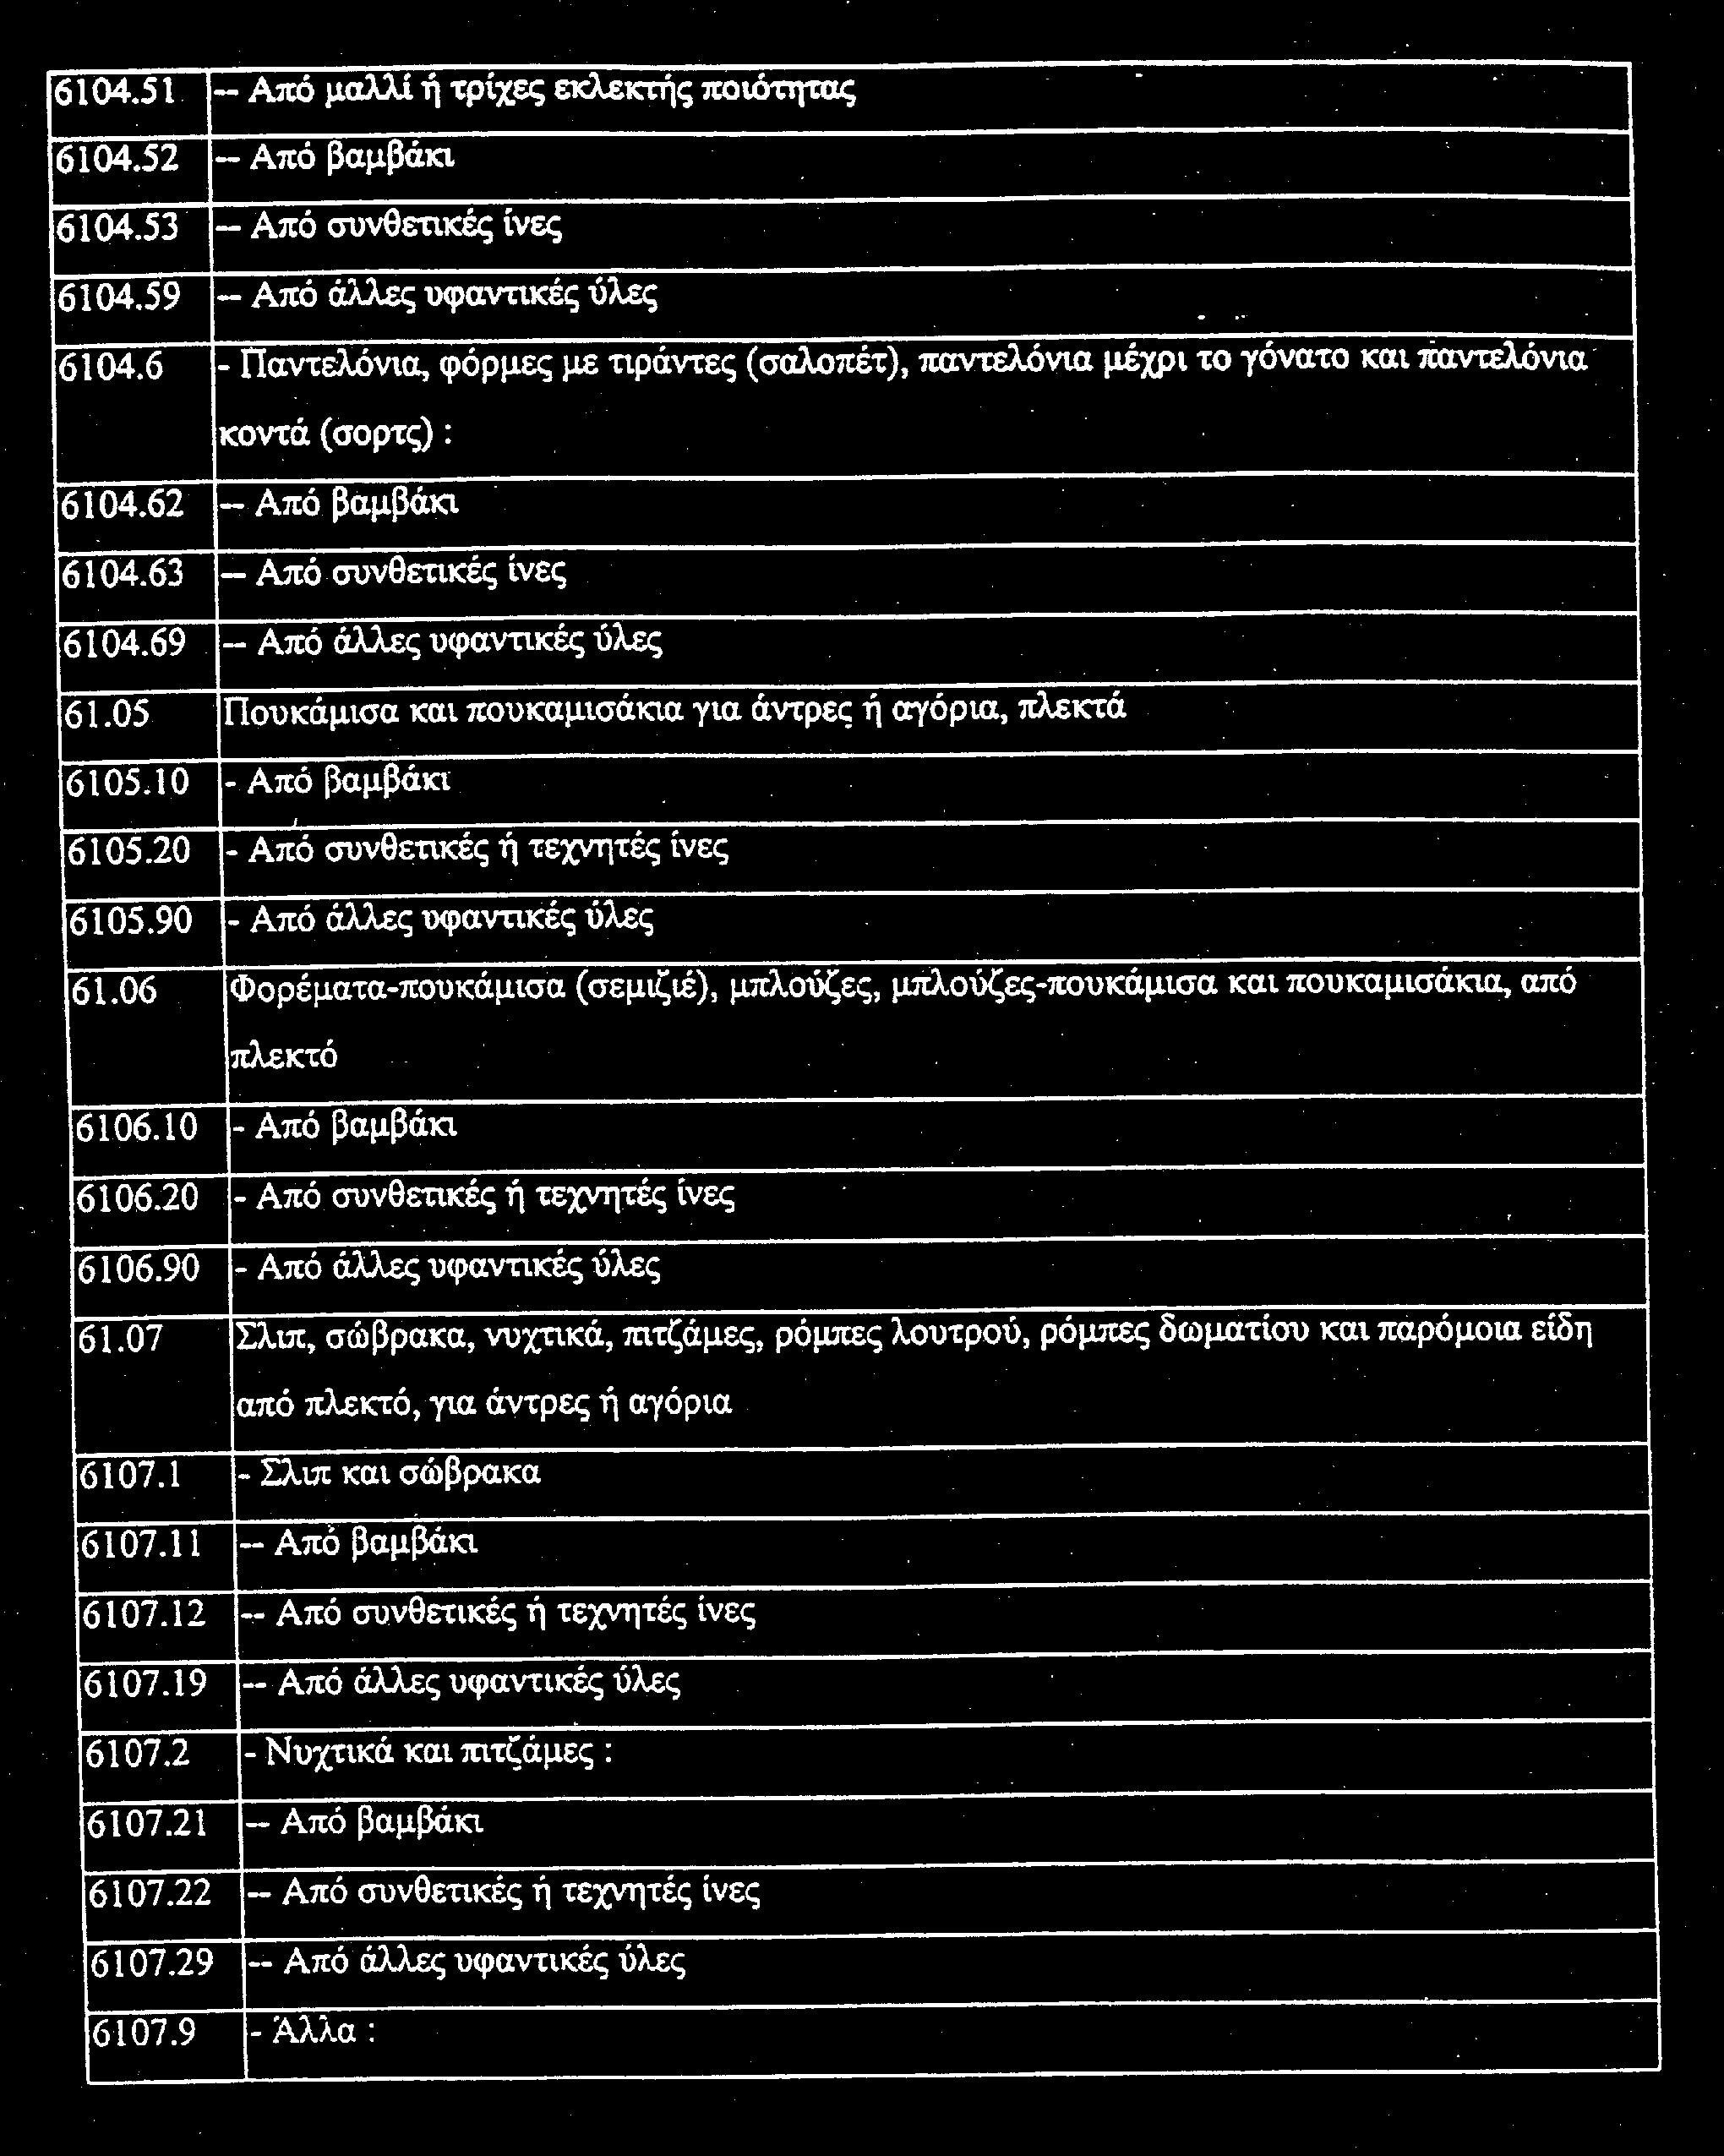 6104.51 -- Από μαλλί ή τρίχες εκλεκτής ποιότητας
6104.52 -- Από βαμβάκι
6104.53 -- Από συνθετικές ίνες
6104.59 -- Από άλλες υφαντικές ύλες
6104.6 - Παντελόνια, φόρμες με τιράντες (σαλοπέτ), παντελόνια μέχρι το γόνατο και παντελόνια
κοντά (σορτς) :
6104.62 -- Από βαμβάκι
6104.63 -- Από συνθετικές ίνες
6104.69 -- Από άλλες υφαντικές ύλες
61.05 Πουκάμισα και πουκαμισάκια για άντρες ή αγόρια, πλεκτά
6105.10 - Από βαμβάκι
6105.20 - Από συνθετικές ή τεχνητές ίνες
6105.90 - Από άλλες υφαντικές ύλες
61.06 Φορέματα-πουκάμισα (σεμιζιέ), μπλούζες, μπλούζες-πουκάμισα και πουκαμισάκια, από
πλεκτό
6106.10 - Από βαμβάκι
6106.20 - Από συνθετικές ή τεχνητές ίνες
6106.90 - Από άλλες υφαντικές ύλες
61.07 Σλιπ, σώβρακα, νυχτικά, πιτζάμες, ρόμπες λουτρού, ρόμπες δωματίου και παρόμοια είδη
από πλεκτό, για άντρες ή αγόρια
6107.1 - Σλιπ και σώβρακα
6107.11 -- Από βαμβάκι
6107.12 -- Από συνθετικές ή τεχνητές ίνες
6107.19 -- Από άλλες υφαντικές ύλες
6107.2 - Νυχτικά και πιτζάμες :
6107.21 -- Από βαμβάκι
6107.22 -- Από συνθετικές ή τεχνητές ίνες
6107.29 -- Από άλλες υφαντικές ύλες
6107.9 - Άλλα :